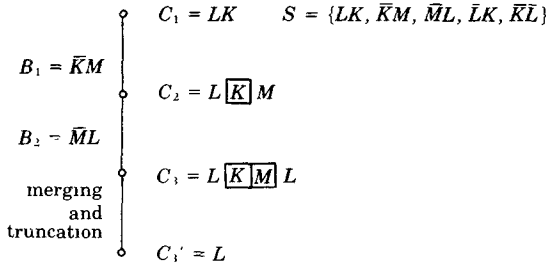 C₁ = LK S = {LK, K̄M, M̄L, L̄K, K̄L̄}
B₁ = K̄M
C₂ = L K M
B₂ = M̄L
C₃ = L K M L
merging
and
truncation
C₃′ = L